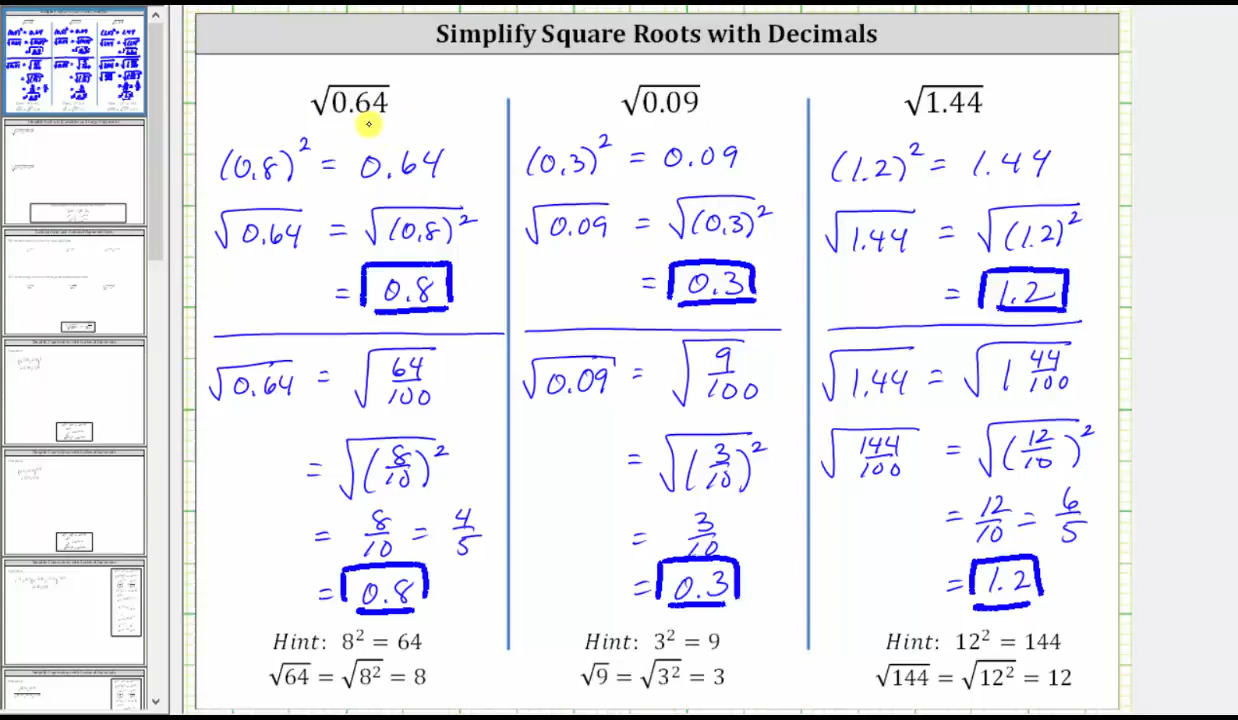 Simplify Square Roots with Decimals
√0.64
(0.8)² = 0.64
√0.64 = √(0.8)²
= 0.8
√0.64 = √64/100
= √(8/10)²
= 8/10 = 4/5
= 0.8
Hint: 8² = 64
√64 = √8² = 8
√0.09
(0.3)² = 0.09
√0.09 = √(0.3)²
= 0.3
√0.09 = √9/100
= √(3/10)²
= 3/10
= 0.3
Hint: 3² = 9
√9 = √3² = 3
√1.44
(1.2)² = 1.44
√1.44 = √(1.2)²
= 1.2
√1.44 = √1 44/100
√144/100 = √(12/10)²
= 12/10 = 6/5
= 1.2
Hint: 12² = 144
√144 = √12² = 12